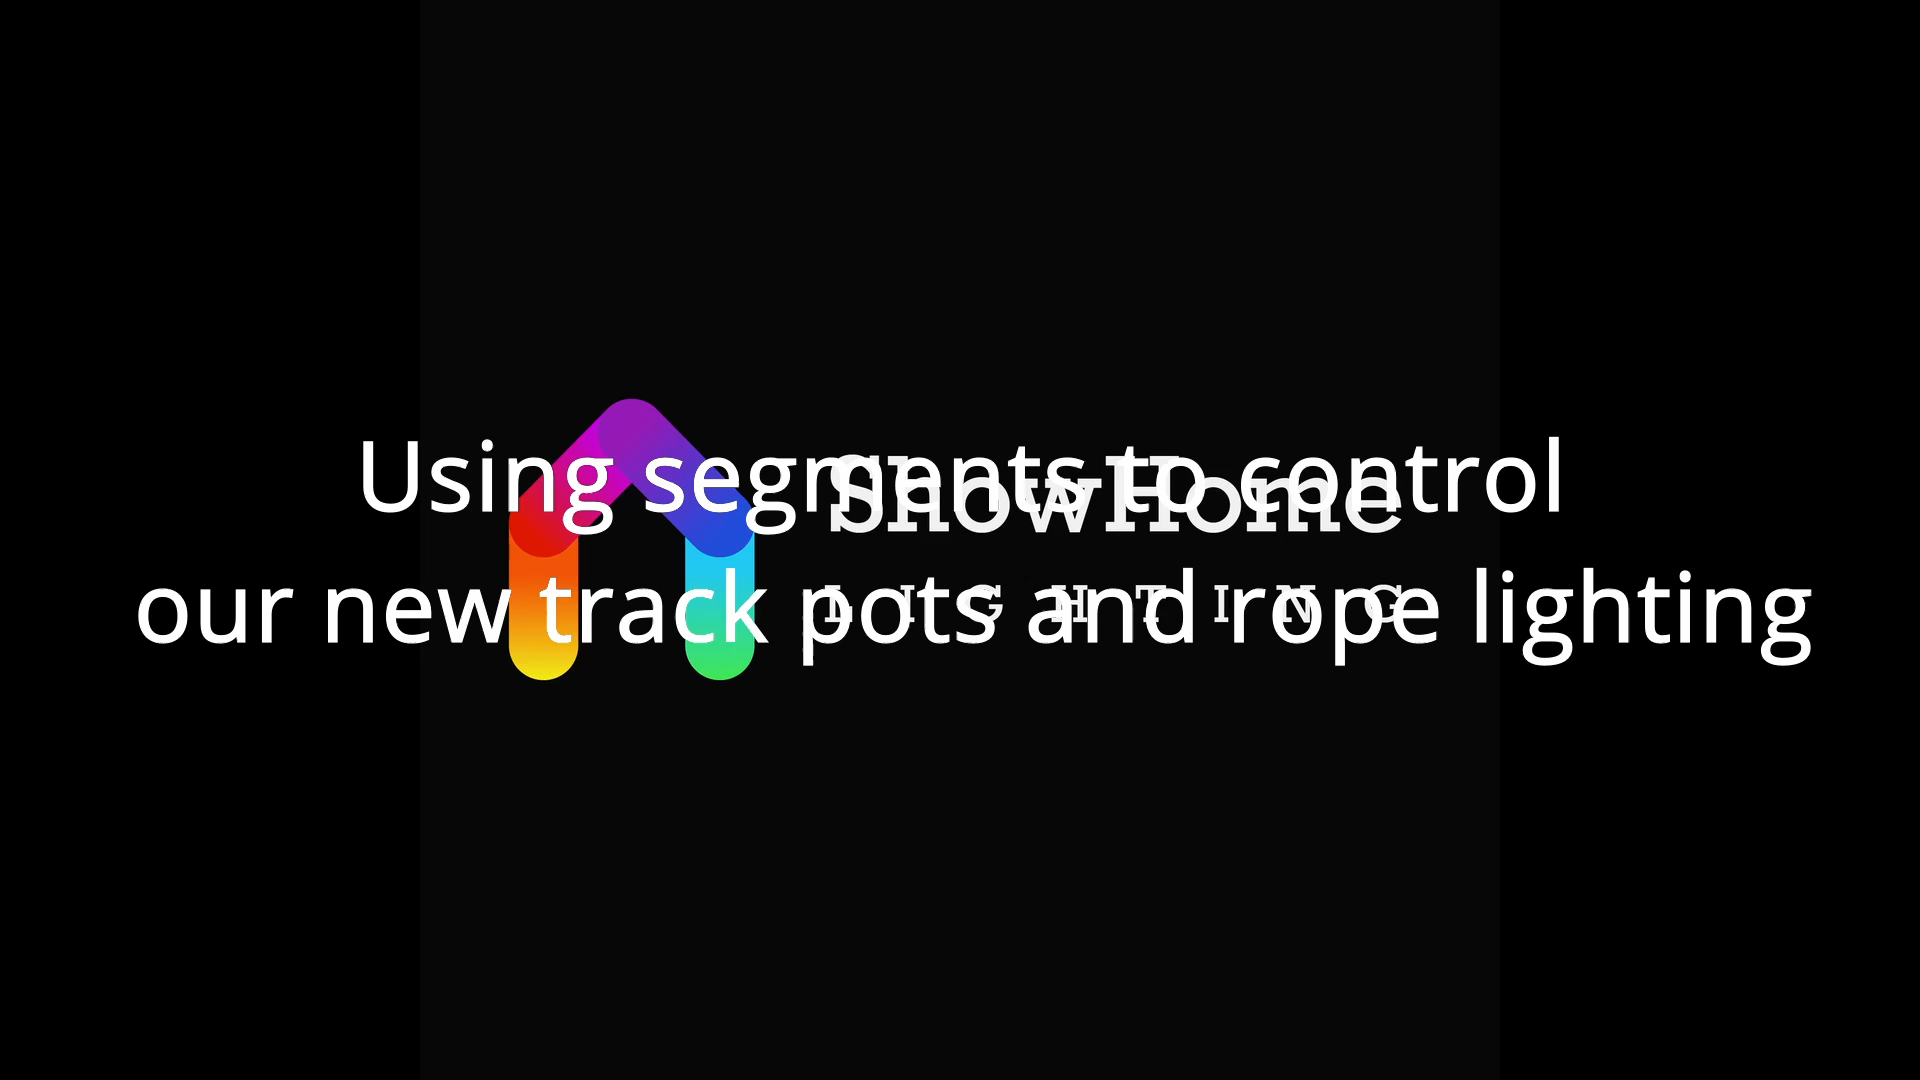 Using segments to control
our new track pots and rope lighting
ShowHome
LIGHTING